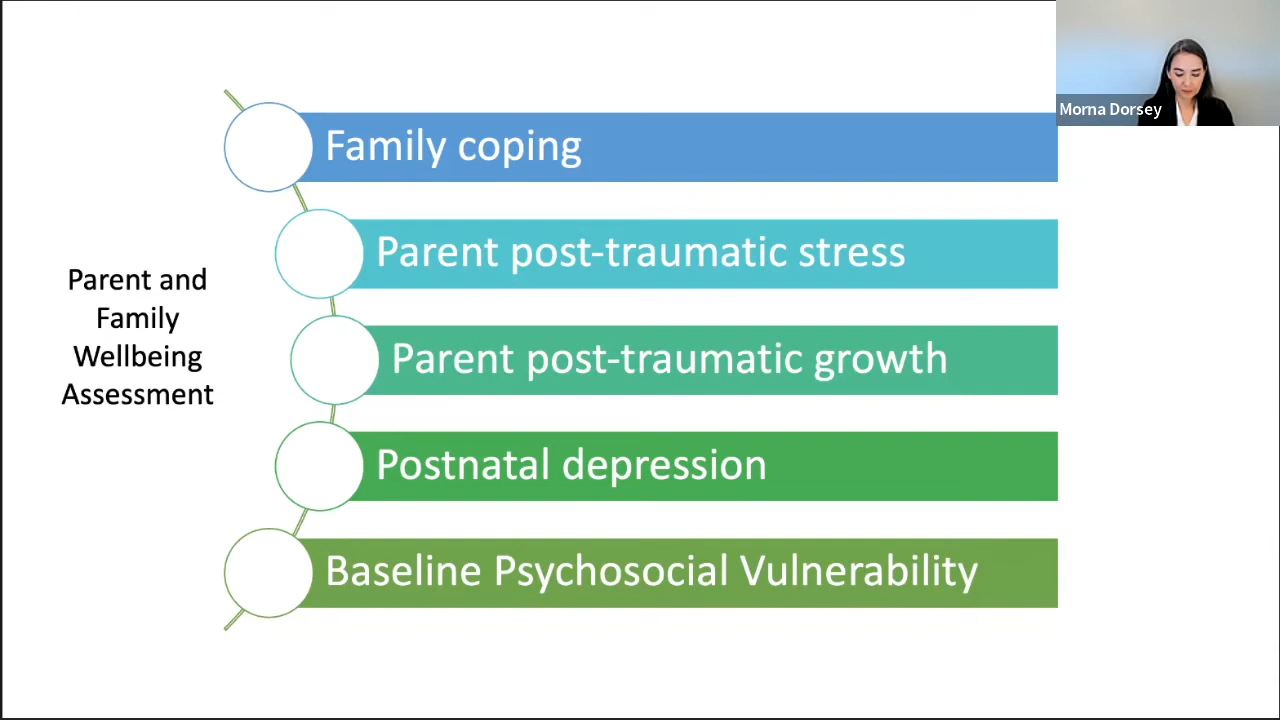 Morna Dorsey
Family coping
Parent post-traumatic stress
Parent and
Family
Wellbeing
Assessment
Parent post-traumatic growth
Postnatal depression
Baseline Psychosocial Vulnerability